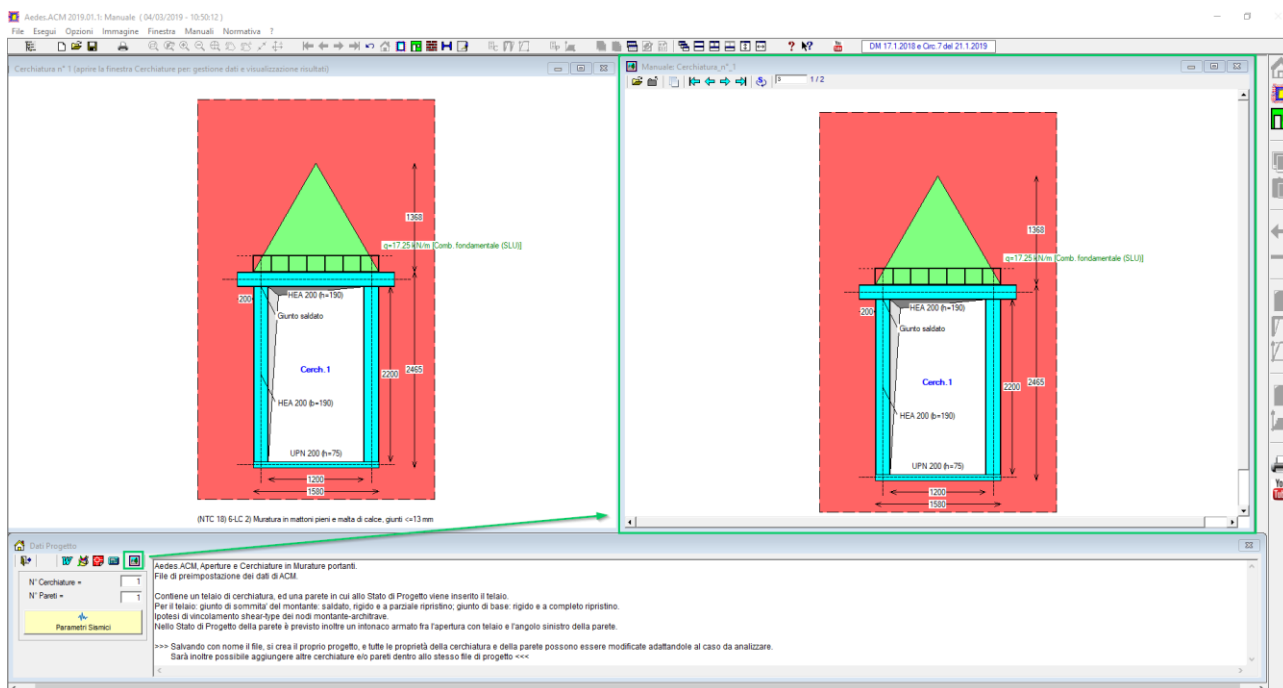 Aedes.ACM 2019.01.1: Manuale ( 04/03/2019 - 10:50:12 )
File Esegui Opzioni Immagine Finestra Manuali Normativa ?
DM 17.1.2018 e Circ.7 del 21.1.2019
Cerchiatura n° 1 (aprire la finestra Cerchiature per: gestione dati e visualizzazione risultati)
1368
q=17.25 kN/m [Comb. fondamentale (SLU)]
200
HEA 200 (h=190)
Giunto saldato
Cerch.1
2200
2465
HEA 200 (b=190)
UPN 200 (h=75)
1200
1580
(NTC 18) 6-LC 2) Muratura in mattoni pieni e malta di calce, giunti <=13 mm
Manuale: Cerchiatura_n°_1
1 / 2
1368
q=17.25 kN/m [Comb. fondamentale (SLU)]
200
HEA 200 (h=190)
Giunto saldato
Cerch.1
2200
2465
HEA 200 (b=190)
UPN 200 (h=75)
1200
1580
Dati Progetto
N° Cerchiature = 1
N° Pareti = 1
Parametri Sismici
Aedes.ACM, Aperture e Cerchiature in Murature portanti.
File di preimpostazione dei dati di ACM.
Contiene un telaio di cerchiatura, ed una parete in cui allo Stato di Progetto viene inserito il telaio.
Per il telaio: giunto di sommita' del montante: saldato, rigido e a parziale ripristino; giunto di base: rigido e a completo ripristino.
Ipotesi di vincolamento shear-type dei nodi montante-architrave.
Nello Stato di Progetto della parete è previsto inoltre un intonaco armato fra l'apertura con telaio e l'angolo sinistro della parete.
>>> Salvando con nome il file, si crea il proprio progetto, e tutte le proprietà della cerchiatura e della parete possono essere modificate adattandole al caso da analizzare.
Sarà inoltre possibile aggiungere altre cerchiature e/o pareti dentro allo stesso file di progetto <<<